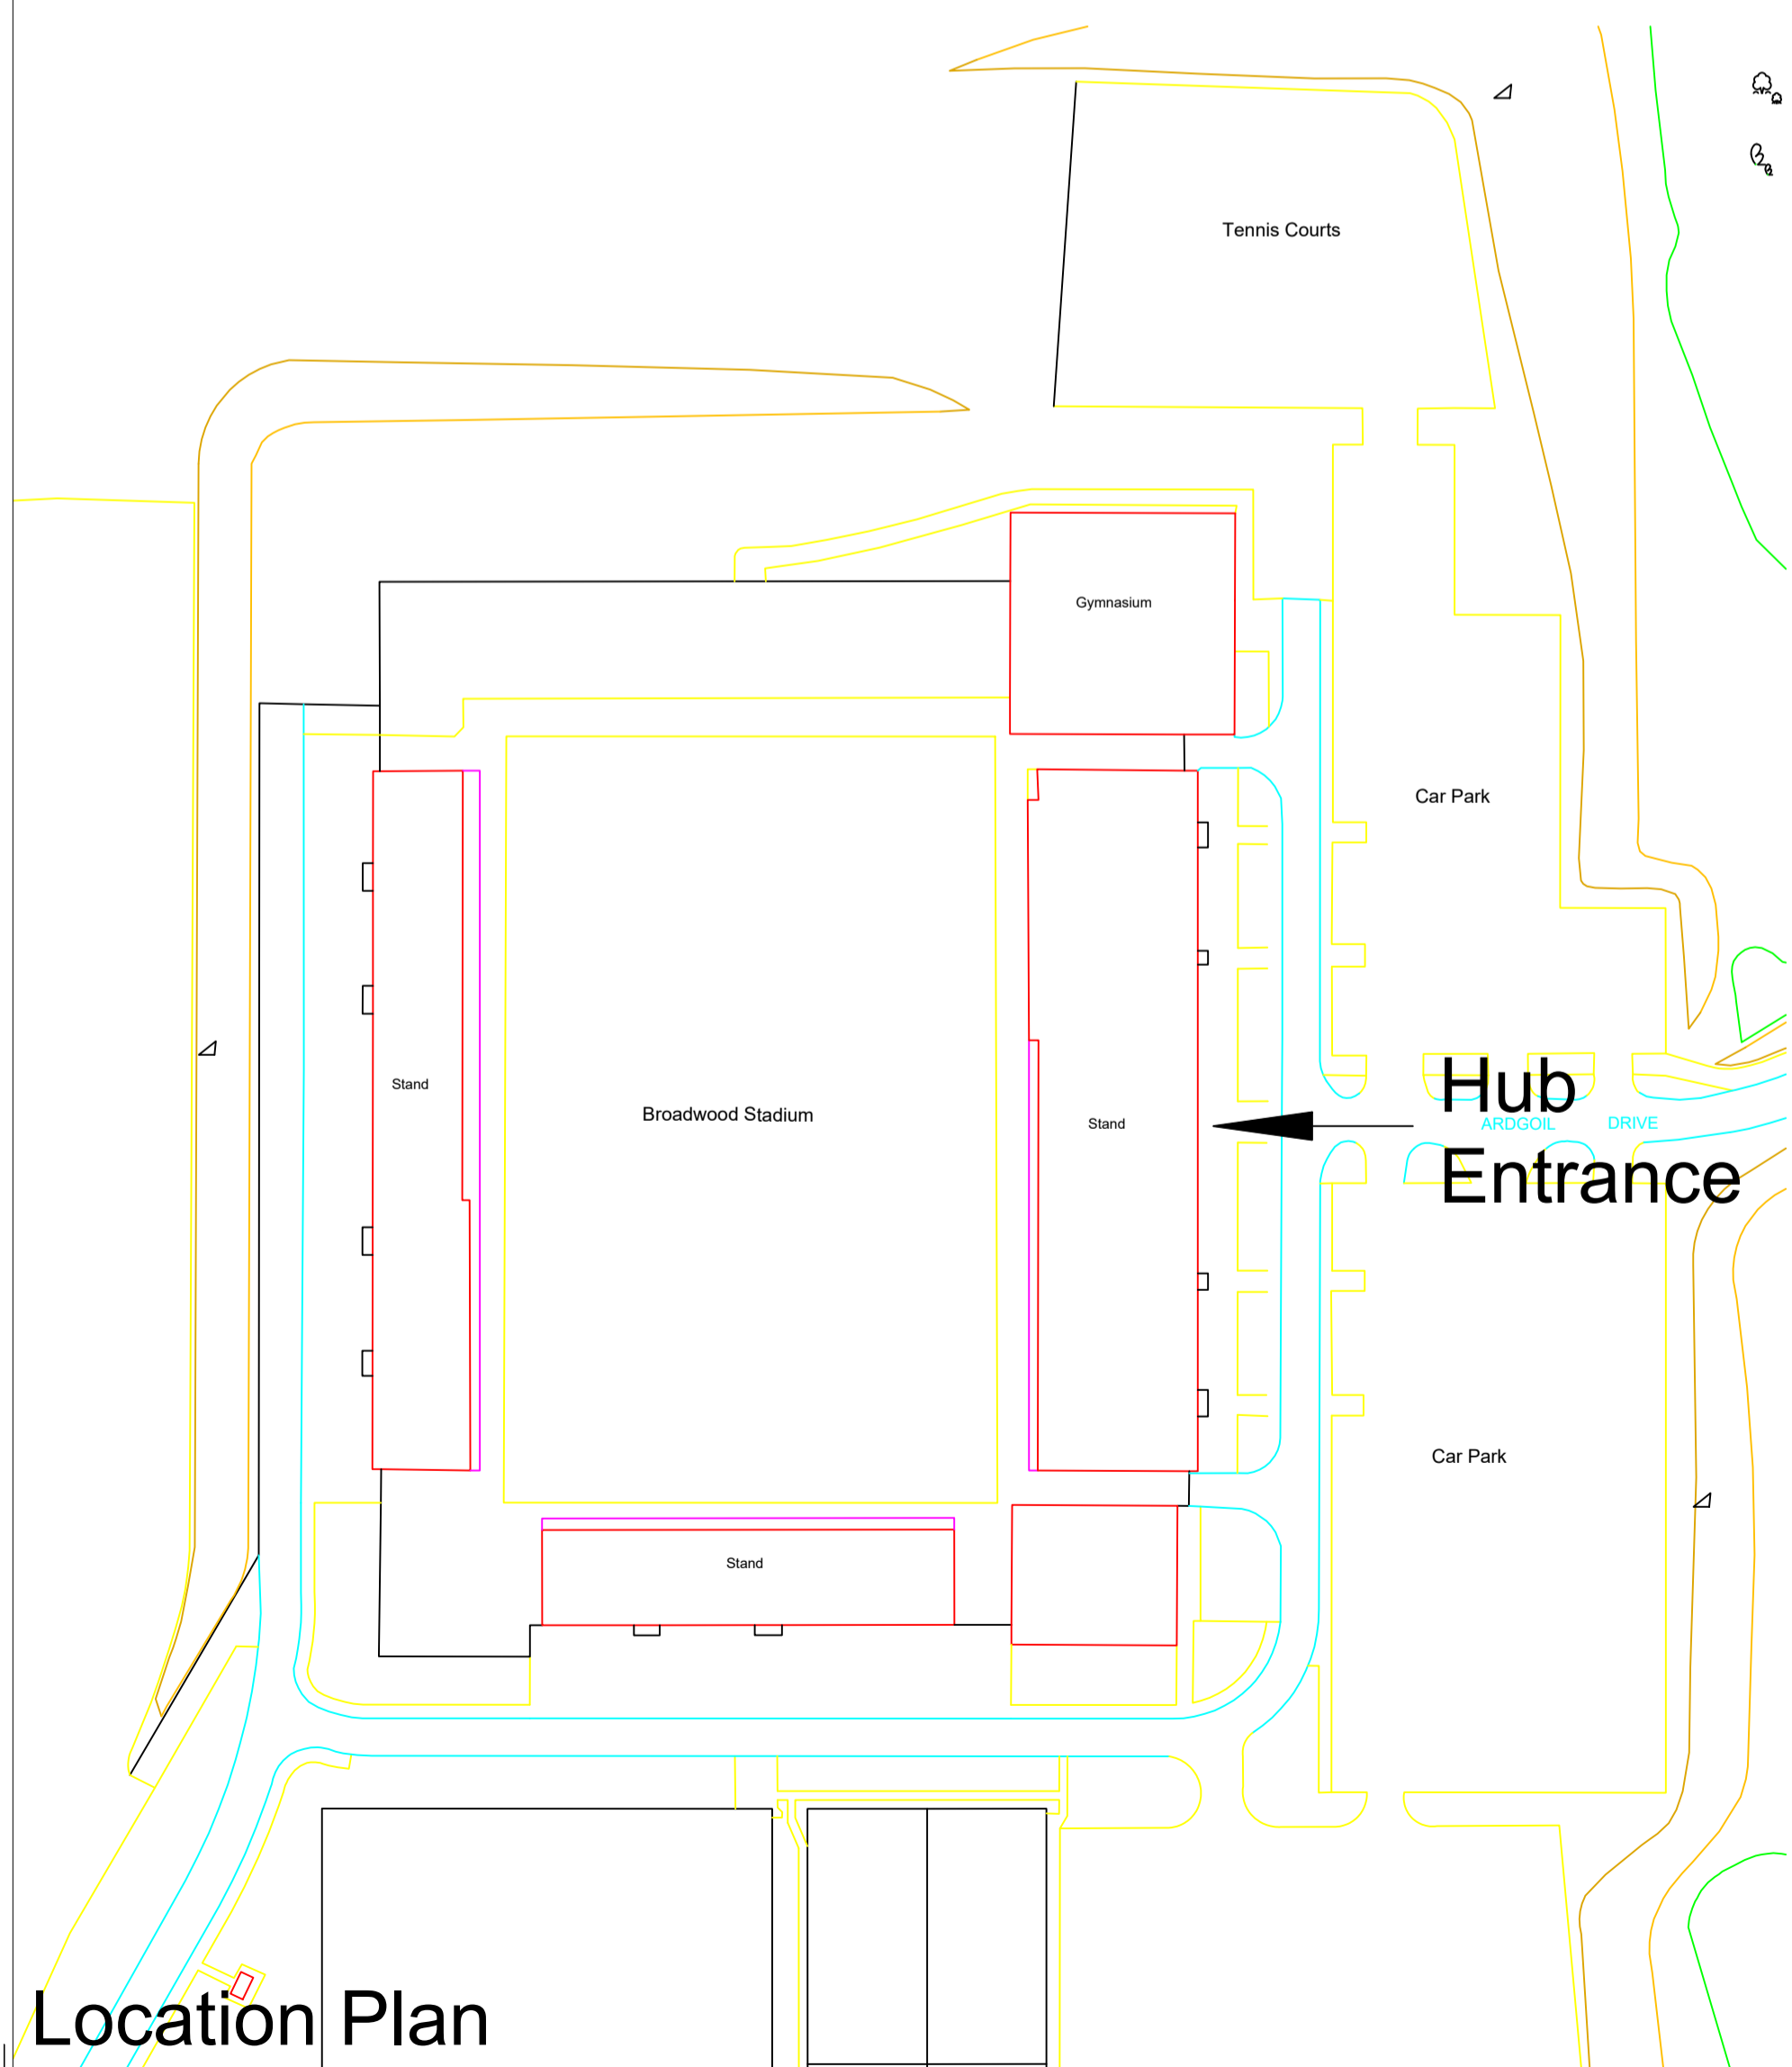 Tennis Courts
Gymnasium
Car Park
Stand
Broadwood Stadium
Stand
Hub
Entrance
ARDGOIL DRIVE
Car Park
Stand
Location Plan